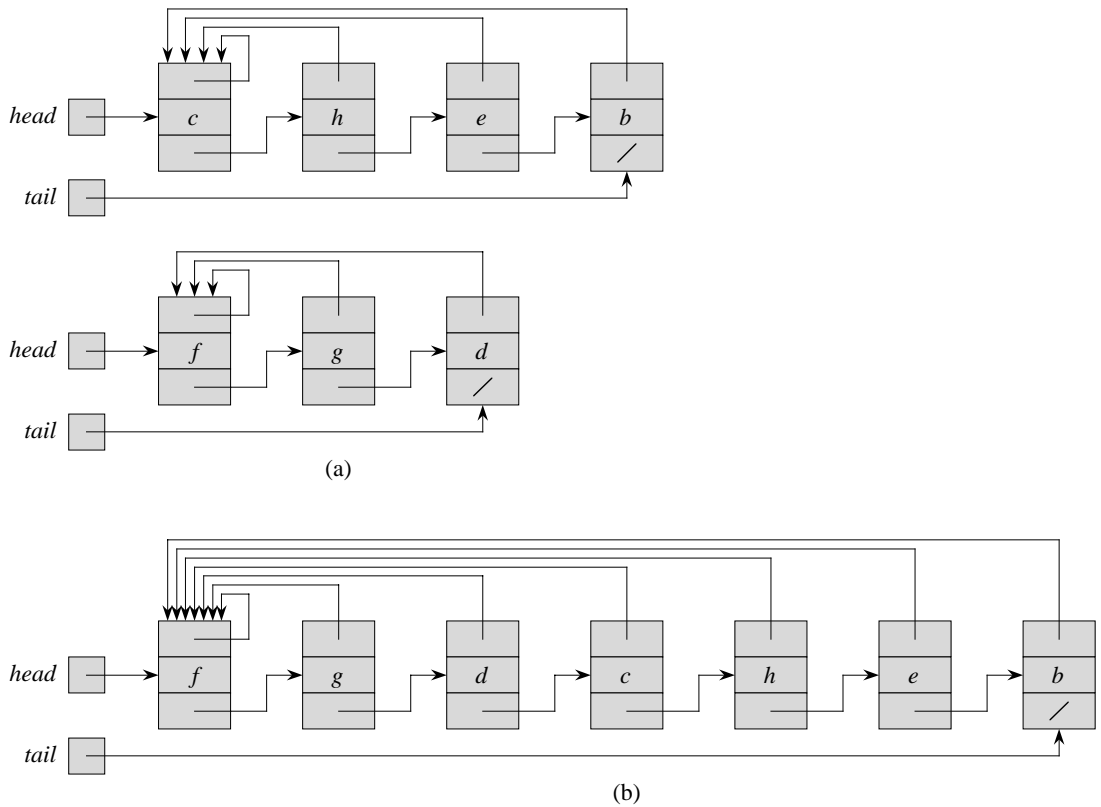 head c h e b
tail
head f g d
tail
(a)
head f g d c h e b
tail
(b)